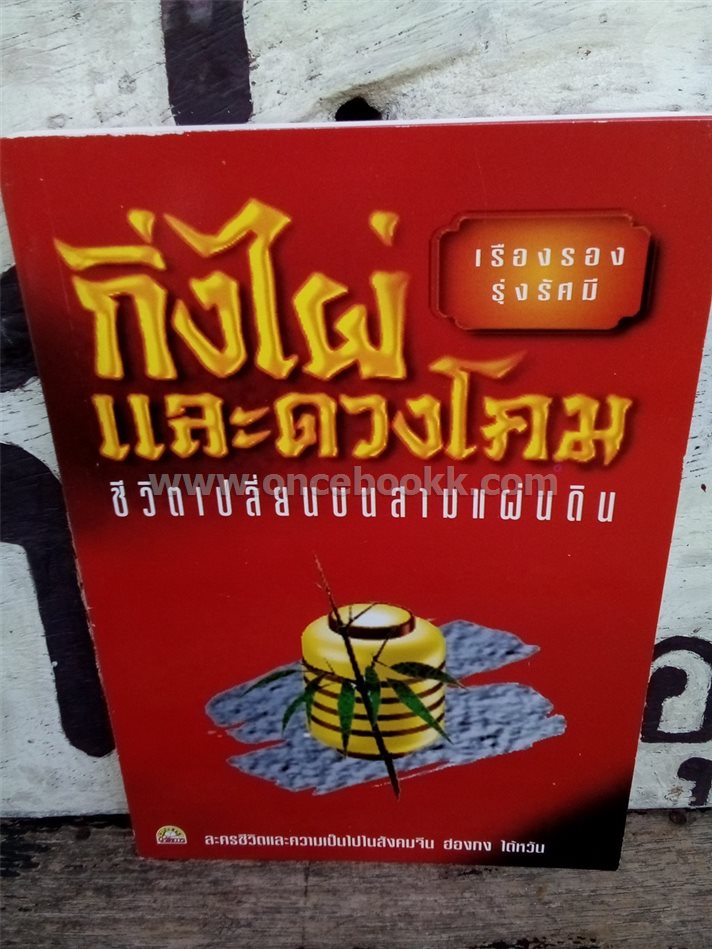 กิ่งไผ่
เรืองรอง
รุ่งรัศมี
และดวงโคม
www.oncebookk.com
ชีวิตเปลี่ยนบนสามแผ่นดิน
ละครชีวิตและความเป็นไปในสังคมจีน ฮ่องกง ไต้หวัน